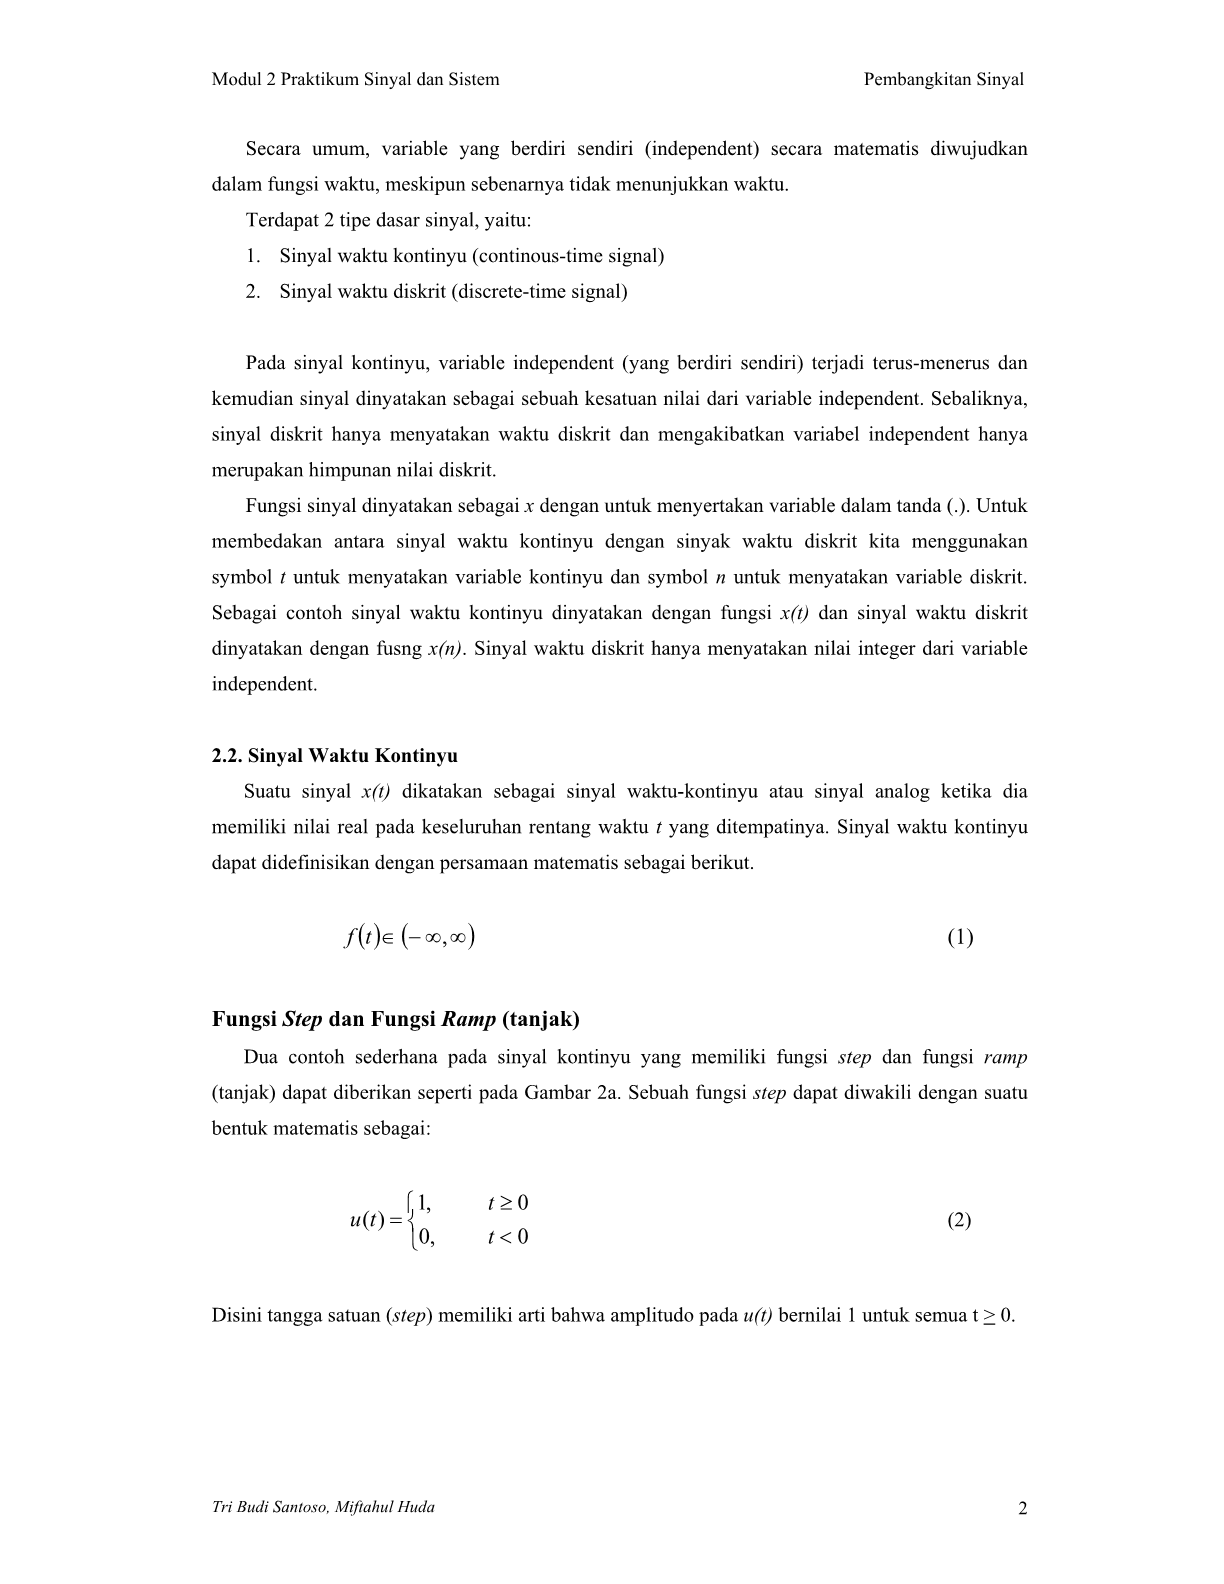 Modul 2 Praktikum Sinyal dan Sistem Pembangkitan Sinyal
Secara umum, variable yang berdiri sendiri (independent) secara matematis diwujudkan
dalam fungsi waktu, meskipun sebenarnya tidak menunjukkan waktu.
Terdapat 2 tipe dasar sinyal, yaitu:
1. Sinyal waktu kontinyu (continous-time signal)
2. Sinyal waktu diskrit (discrete-time signal)
Pada sinyal kontinyu, variable independent (yang berdiri sendiri) terjadi terus-menerus dan
kemudian sinyal dinyatakan sebagai sebuah kesatuan nilai dari variable independent. Sebaliknya,
sinyal diskrit hanya menyatakan waktu diskrit dan mengakibatkan variabel independent hanya
merupakan himpunan nilai diskrit.
Fungsi sinyal dinyatakan sebagai x dengan untuk menyertakan variable dalam tanda (.). Untuk
membedakan antara sinyal waktu kontinyu dengan sinyak waktu diskrit kita menggunakan
symbol t untuk menyatakan variable kontinyu dan symbol n untuk menyatakan variable diskrit.
Sebagai contoh sinyal waktu kontinyu dinyatakan dengan fungsi x(t) dan sinyal waktu diskrit
dinyatakan dengan fusng x(n). Sinyal waktu diskrit hanya menyatakan nilai integer dari variable
independent.
2.2. Sinyal Waktu Kontinyu
Suatu sinyal x(t) dikatakan sebagai sinyal waktu-kontinyu atau sinyal analog ketika dia
memiliki nilai real pada keseluruhan rentang waktu t yang ditempatinya. Sinyal waktu kontinyu
dapat didefinisikan dengan persamaan matematis sebagai berikut.
f(t)∈ (− ∞, ∞) (1)
Fungsi Step dan Fungsi Ramp (tanjak)
Dua contoh sederhana pada sinyal kontinyu yang memiliki fungsi step dan fungsi ramp
(tanjak) dapat diberikan seperti pada Gambar 2a. Sebuah fungsi step dapat diwakili dengan suatu
bentuk matematis sebagai:
u(t) = { 1, t ≥ 0
0, t < 0 (2)
Disini tangga satuan (step) memiliki arti bahwa amplitudo pada u(t) bernilai 1 untuk semua t ≥ 0.
Tri Budi Santoso, Miftahul Huda 2